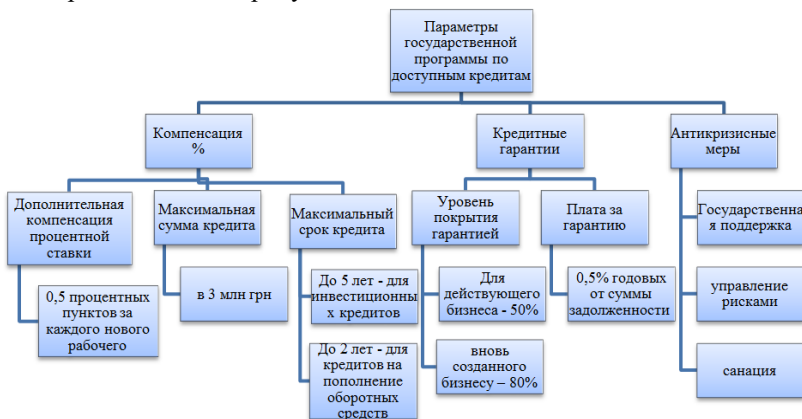 Параметры
государственной
программы по
доступным кредитам
Компенсация
%
Кредитные
гарантии
Антикризисные
меры
Дополнительная
компенсация
процентной
ставки
Максимальная
сумма кредита
Максимальный
срок кредита
Уровень
покрытия
гарантией
Плата за
гарантию
Государственна
я поддержка
0,5 процентных
пунктов за
каждого нового
рабочего
в 3 млн грн
До 5 лет - для
инвестиционны
х кредитов
Для
действующего
бизнеса - 50%
0,5% годовых
от суммы
задолженности
управление
рисками
До 2 лет - для
кредитов на
пополнение
оборотных
средств
вновь
созданного
бизнесу – 80%
санация